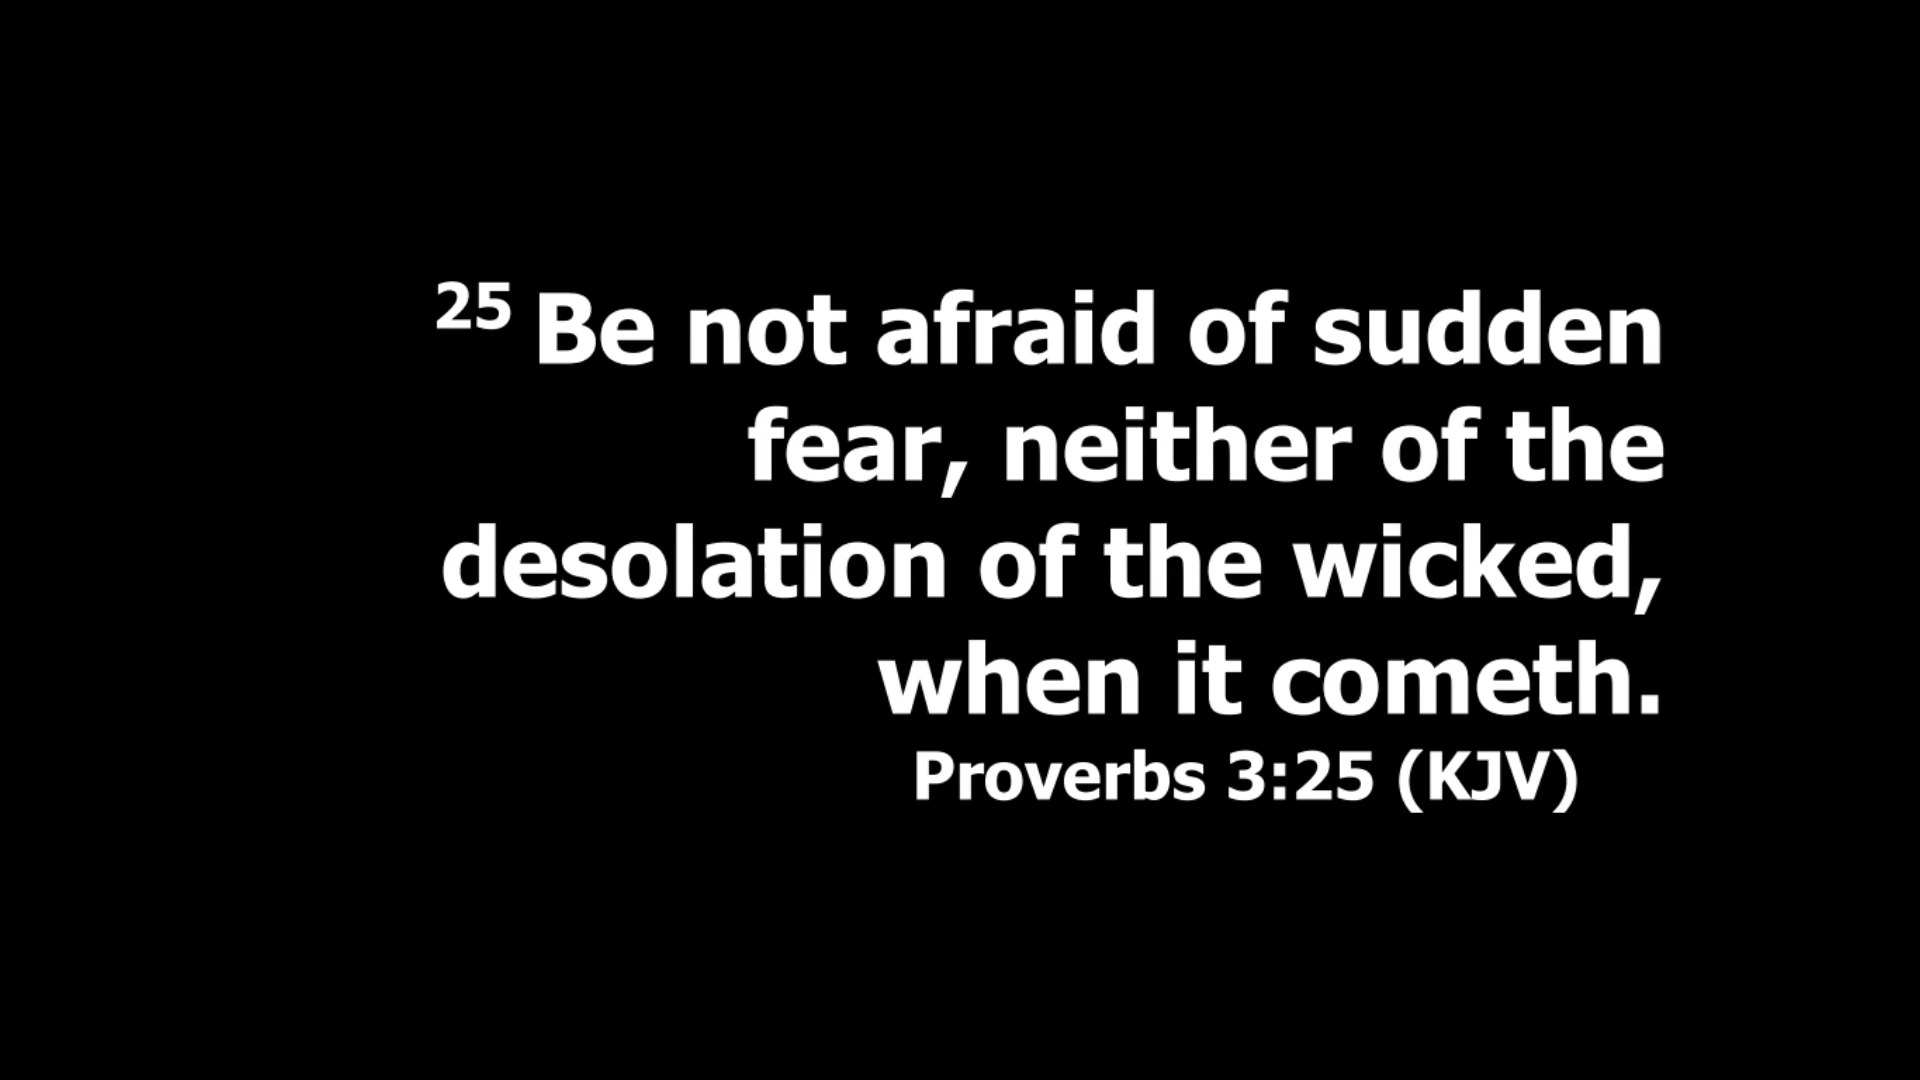 25 Be not afraid of sudden
fear, neither of the
desolation of the wicked,
when it cometh.
Proverbs 3:25 (KJV)